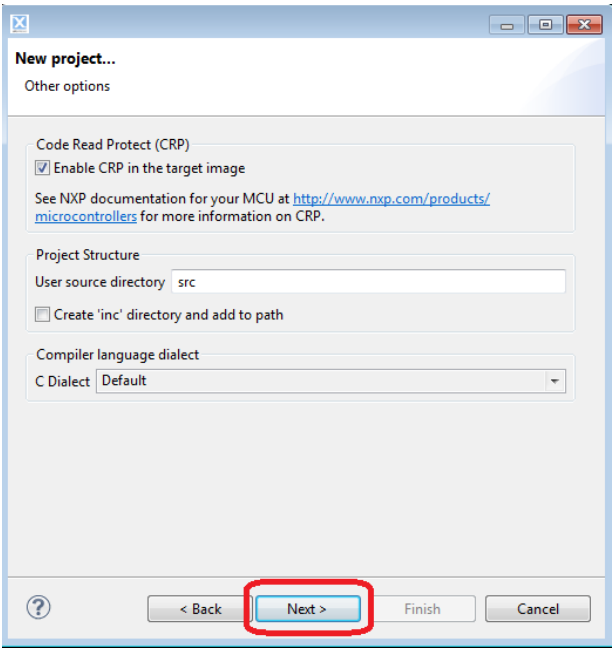 New project...
Other options
Code Read Protect (CRP)
Enable CRP in the target image
See NXP documentation for your MCU at http://www.nxp.com/products/
microcontrollers for more information on CRP.
Project Structure
User source directory src
Create 'inc' directory and add to path
Compiler language dialect
C Dialect Default
< Back Next > Finish Cancel